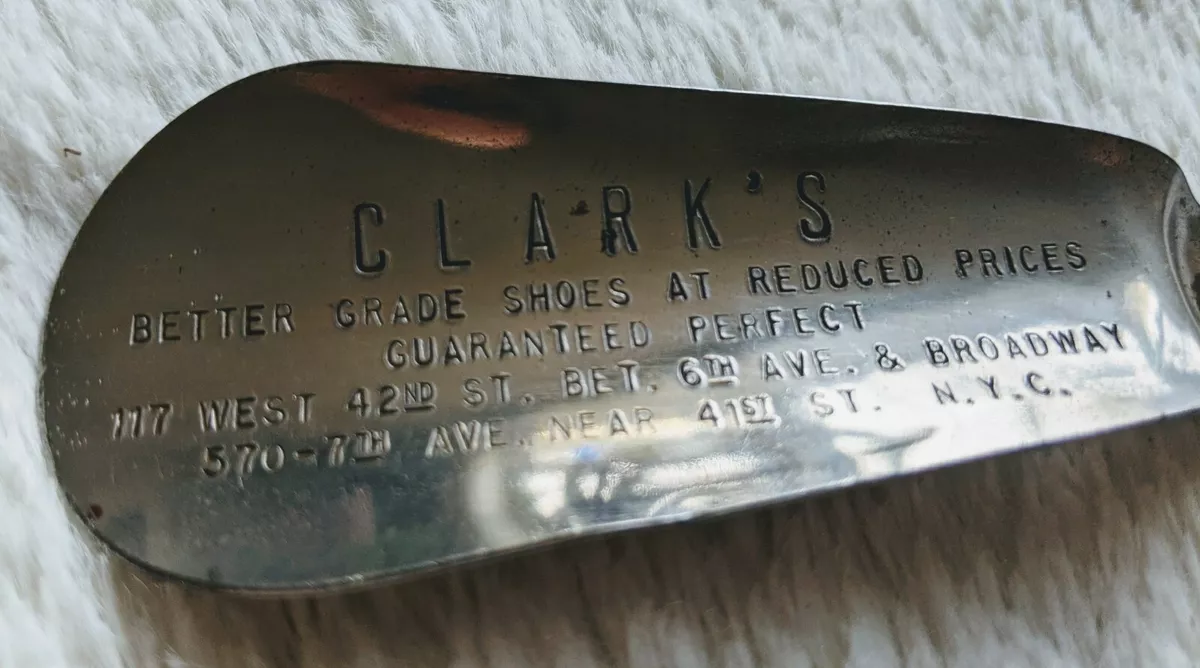 CLARK'S
BETTER GRADE SHOES AT REDUCED PRICES
GUARANTEED PERFECT
117 WEST 42ND ST. BET. 6TH AVE. & BROADWAY
570-7TH AVE. NEAR 41ST ST. N.Y.C.